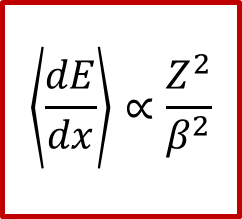 ⟨dE/dx⟩ ∝ Z²/β²